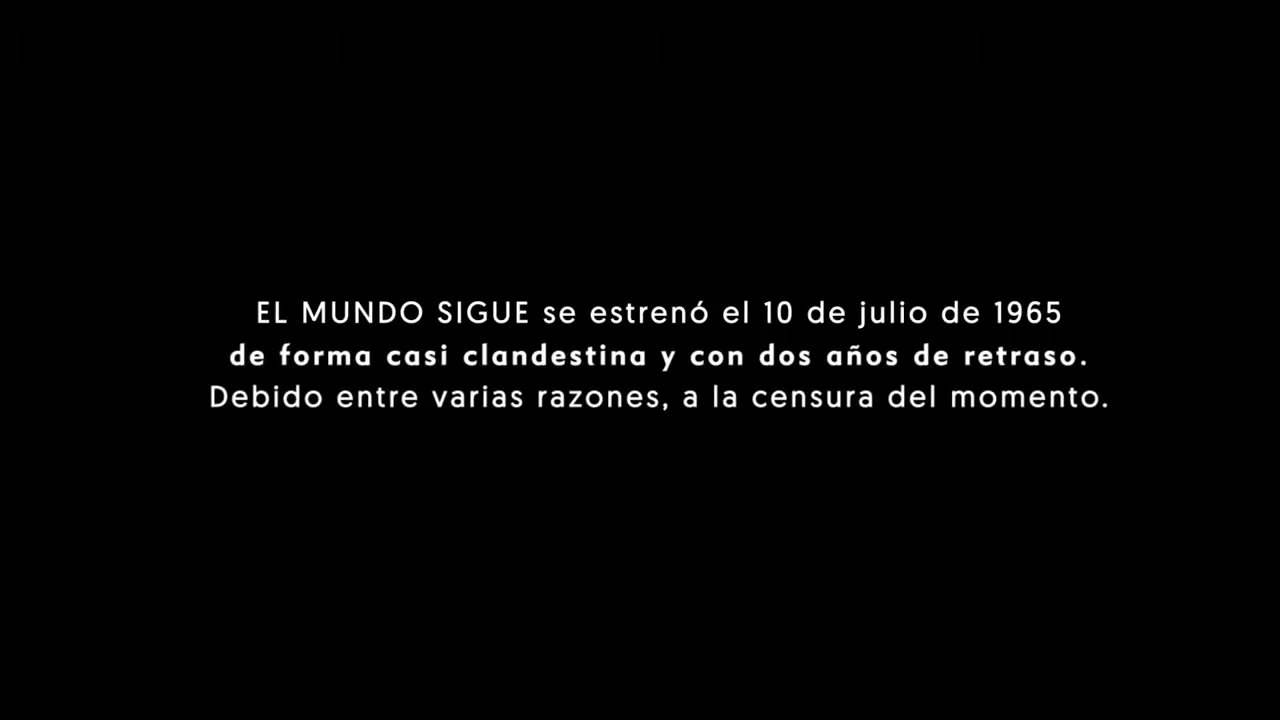 EL MUNDO SIGUE se estrenó el 10 de julio de 1965
de forma casi clandestina y con dos años de retraso.
Debido entre varias razones, a la censura del momento.